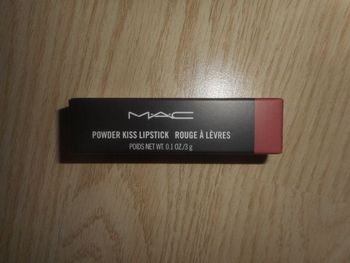 MAC
POWDER KISS LIPSTICK ROUGE À LÈVRES
POIDS NET WT. 0.1 OZ/3 g